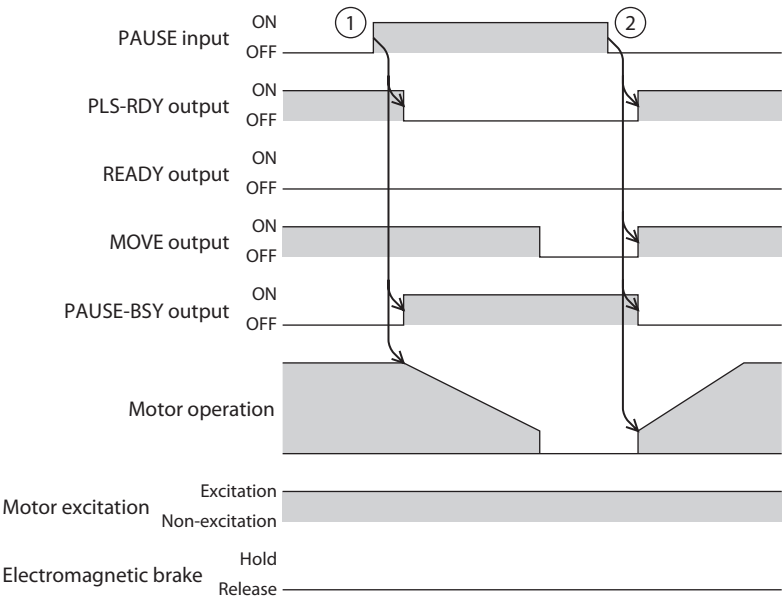 ON
1
2
PAUSE input
OFF
ON
PLS-RDY output
OFF
ON
READY output
OFF
ON
MOVE output
OFF
ON
PAUSE-BSY output
OFF
Motor operation
Excitation
Motor excitation
Non-excitation
Hold
Electromagnetic brake
Release